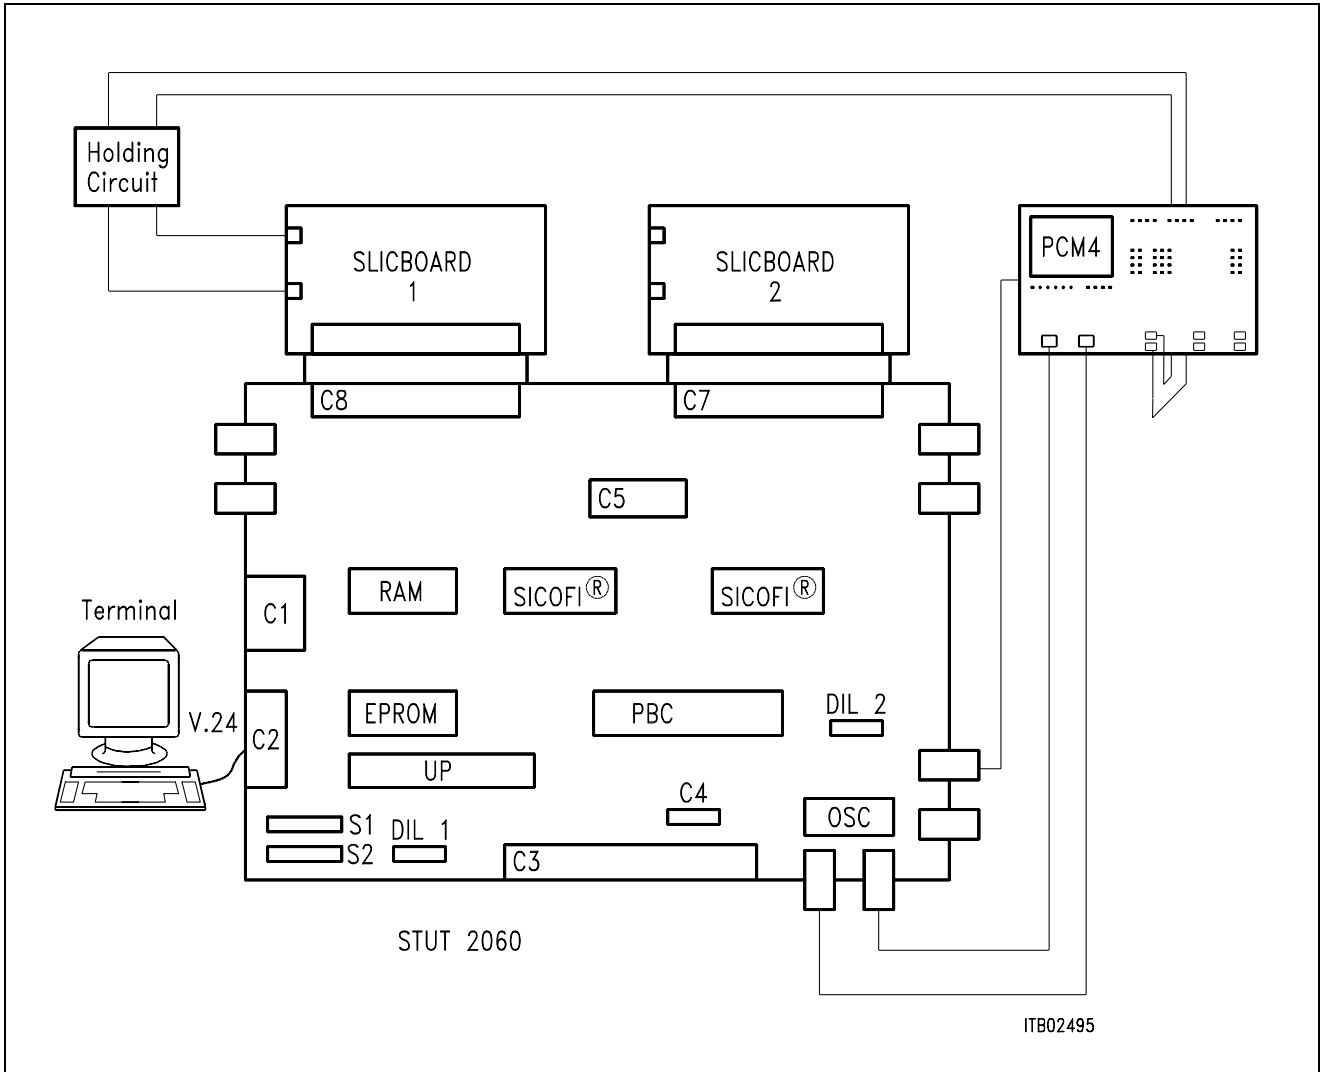 Holding
Circuit
SLICBOARD
1
SLICBOARD
2
PCM4
C8
C7
C5
RAM
SICOFI®
SICOFI®
C1
Terminal
V.24
C2
EPROM
PBC
DIL 2
UP
C4
OSC
S1
DIL 1
S2
C3
STUT 2060
ITB02495